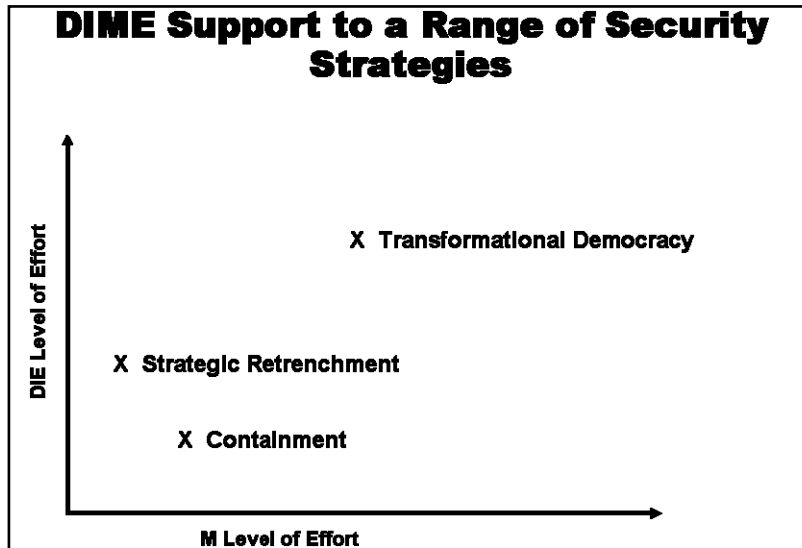 DIME Support to a Range of Security
Strategies
DIE Level of Effort
X Transformational Democracy
X Strategic Retrenchment
X Containment
M Level of Effort